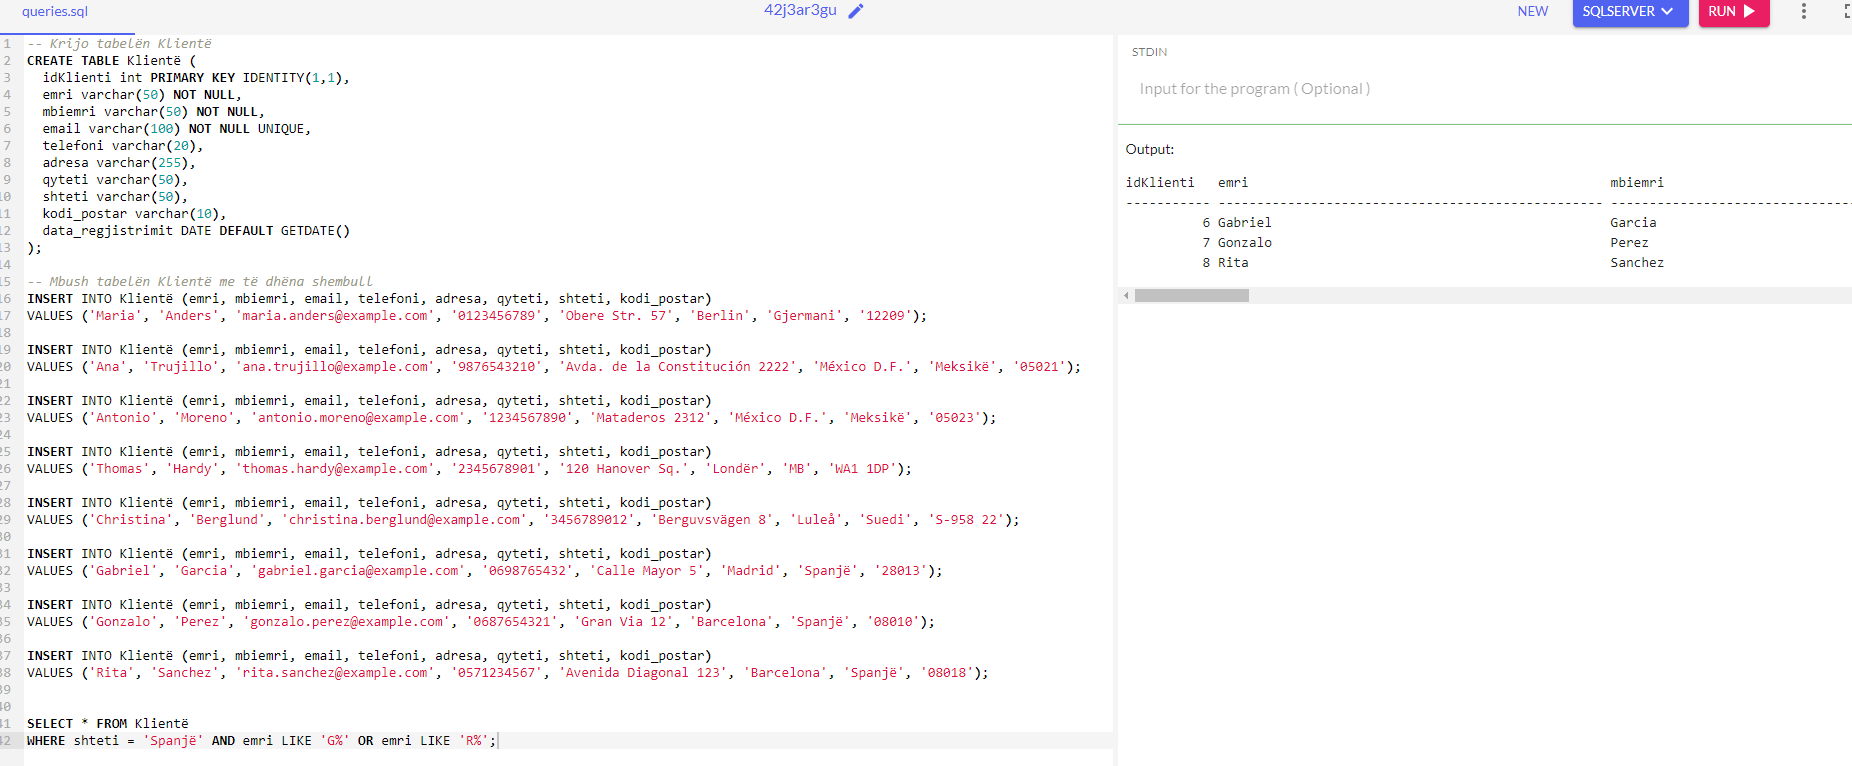 queries.sql
42j3ar3gu
NEW
SQLSERVER
RUN
1 -- Krijo tabelën Klientë
2 CREATE TABLE Klientë (
3 idKlienti int PRIMARY KEY IDENTITY(1,1),
4 emri varchar(50) NOT NULL,
5 mbiemri varchar(50) NOT NULL,
6 email varchar(100) NOT NULL UNIQUE,
7 telefoni varchar(20),
8 adresa varchar(255),
9 qyteti varchar(50),
10 shteti varchar(50),
11 kodi_postar varchar(10),
12 data_regjistrimit DATE DEFAULT GETDATE()
13 );
14
15 -- Mbush tabelën Klientë me të dhëna shembull
16 INSERT INTO Klientë (emri, mbiemri, email, telefoni, adresa, qyteti, shteti, kodi_postar)
17 VALUES ('Maria', 'Anders', 'maria.anders@example.com', '0123456789', 'Obere Str. 57', 'Berlin', 'Gjermani', '12209');
18
19 INSERT INTO Klientë (emri, mbiemri, email, telefoni, adresa, qyteti, shteti, kodi_postar)
20 VALUES ('Ana', 'Trujillo', 'ana.trujillo@example.com', '9876543210', 'Avda. de la Constitución 2222', 'México D.F.', 'Meksikë', '05021');
21
22 INSERT INTO Klientë (emri, mbiemri, email, telefoni, adresa, qyteti, shteti, kodi_postar)
23 VALUES ('Antonio', 'Moreno', 'antonio.moreno@example.com', '1234567890', 'Mataderos 2312', 'México D.F.', 'Meksikë', '05023');
24
25 INSERT INTO Klientë (emri, mbiemri, email, telefoni, adresa, qyteti, shteti, kodi_postar)
26 VALUES ('Thomas', 'Hardy', 'thomas.hardy@example.com', '2345678901', '120 Hanover Sq.', 'Londër', 'MB', 'WA1 1DP');
27
28 INSERT INTO Klientë (emri, mbiemri, email, telefoni, adresa, qyteti, shteti, kodi_postar)
29 VALUES ('Christina', 'Berglund', 'christina.berglund@example.com', '3456789012', 'Berguvsvägen 8', 'Luleå', 'Suedi', 'S-958 22');
30
31 INSERT INTO Klientë (emri, mbiemri, email, telefoni, adresa, qyteti, shteti, kodi_postar)
32 VALUES ('Gabriel', 'Garcia', 'gabriel.garcia@example.com', '0698765432', 'Calle Mayor 5', 'Madrid', 'Spanjë', '28013');
33
34 INSERT INTO Klientë (emri, mbiemri, email, telefoni, adresa, qyteti, shteti, kodi_postar)
35 VALUES ('Gonzalo', 'Perez', 'gonzalo.perez@example.com', '0687654321', 'Gran Via 12', 'Barcelona', 'Spanjë', '08010');
36
37 INSERT INTO Klientë (emri, mbiemri, email, telefoni, adresa, qyteti, shteti, kodi_postar)
38 VALUES ('Rita', 'Sanchez', 'rita.sanchez@example.com', '0571234567', 'Avenida Diagonal 123', 'Barcelona', 'Spanjë', '08018');
39
40
41 SELECT * FROM Klientë
42 WHERE shteti = 'Spanjë' AND emri LIKE 'G%' OR emri LIKE 'R%';
STDIN
Input for the program ( Optional )
Output:
idKlienti emri mbiemri
----------- -------------------------------------------------- -------------------------------
6 Gabriel Garcia
7 Gonzalo Perez
8 Rita Sanchez